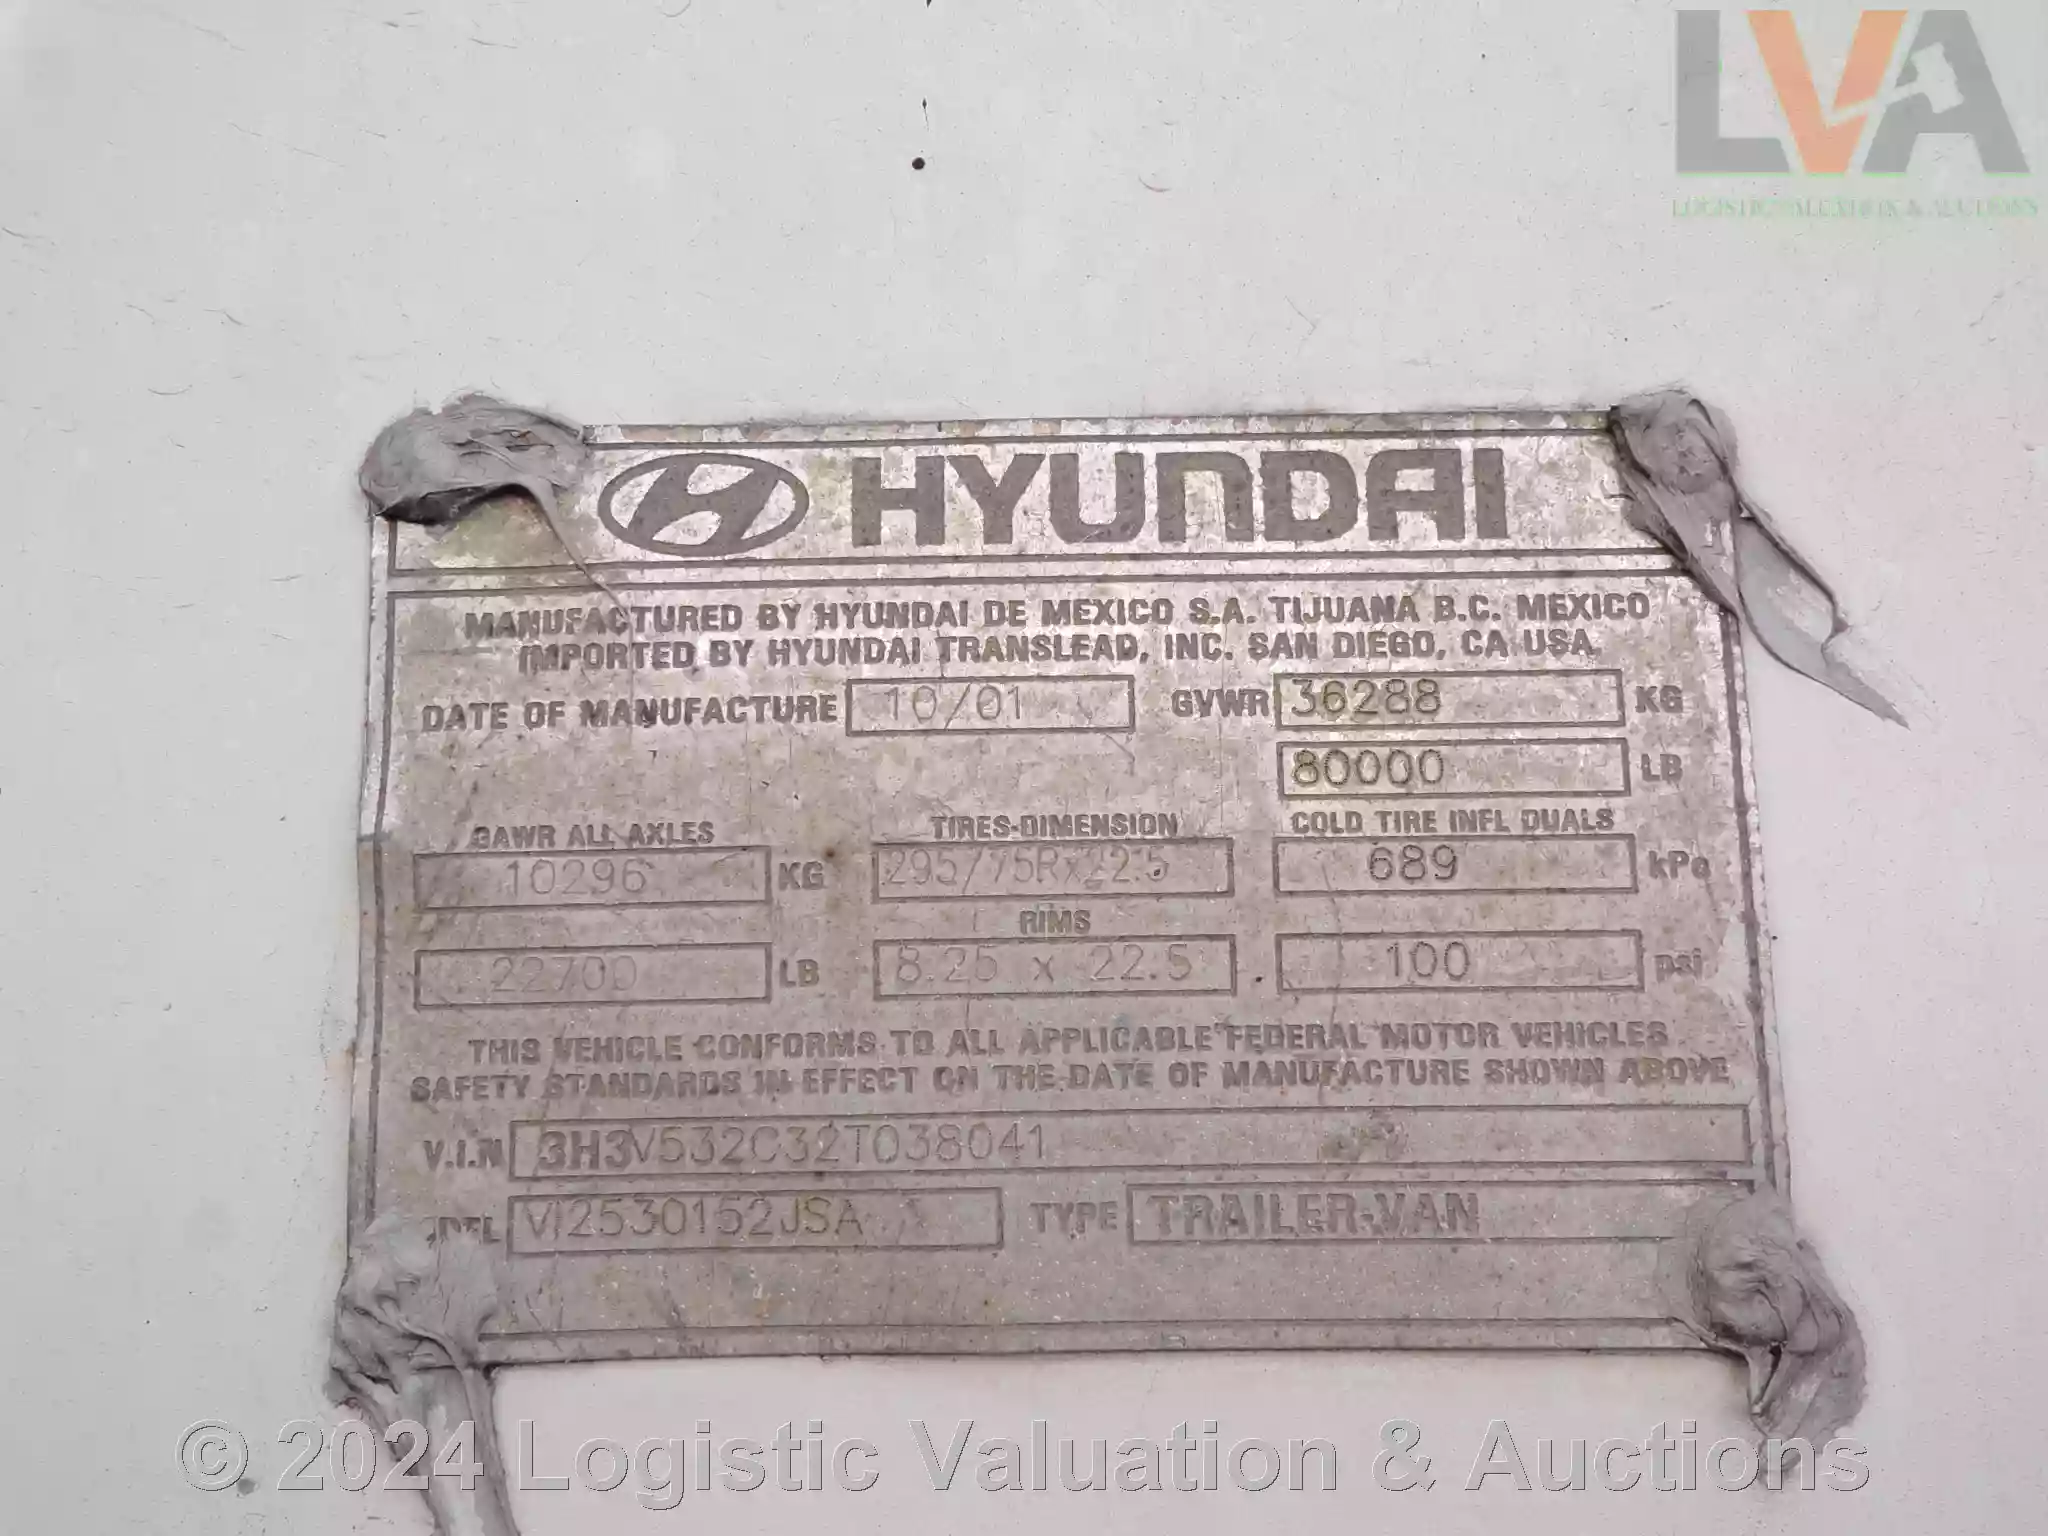 LVA
LOGISTIC VALUATION & AUCTIONS
HYUNDAI
MANUFACTURED BY HYUNDAI DE MEXICO S.A. TIJUANA B.C. MEXICO
IMPORTED BY HYUNDAI TRANSLEAD, INC. SAN DIEGO, CA USA
DATE OF MANUFACTURE 10/01 GVWR 36288 KG
80000 LB
GAWR ALL AXLES TIRES-DIMENSION COLD TIRE INFL DUALS
10296 KG 295/75Rx22.5 689 kPa
RIMS
22700 LB 8.25 x 22.5 100 psi
THIS VEHICLE CONFORMS TO ALL APPLICABLE FEDERAL MOTOR VEHICLES
SAFETY STANDARDS IN EFFECT ON THE DATE OF MANUFACTURE SHOWN ABOVE
V.I.N 3H3V532C32T038041
VI2530152JSA TYPE TRAILER-VAN
© 2024 Logistic Valuation & Auctions